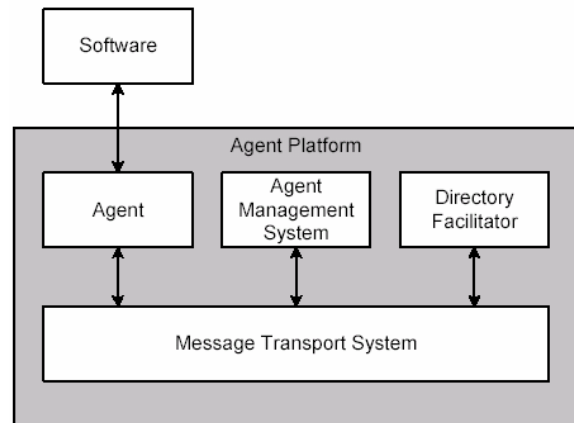 Software
Agent Platform
Agent
Agent
Management
System
Directory
Facilitator
Message Transport System